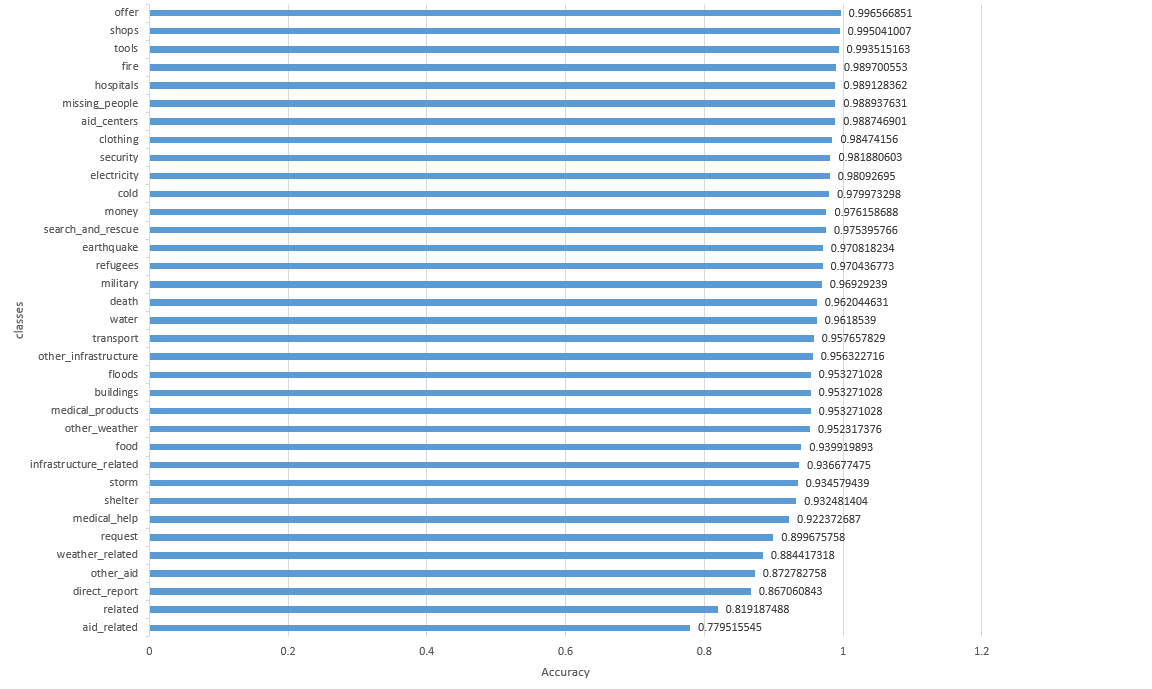 offer 0.996566851
shops 0.995041007
tools 0.993515163
fire 0.989700553
hospitals 0.989128362
missing_people 0.988937631
aid_centers 0.988746901
clothing 0.98474156
security 0.981880603
electricity 0.98092695
cold 0.979973298
money 0.976158688
search_and_rescue 0.975395766
earthquake 0.970818234
refugees 0.970436773
military 0.96929239
death 0.962044631
water 0.9618539
transport 0.957657829
other_infrastructure 0.956322716
floods 0.953271028
buildings 0.953271028
medical_products 0.953271028
other_weather 0.952317376
food 0.939919893
infrastructure_related 0.936677475
storm 0.934579439
shelter 0.932481404
medical_help 0.922372687
request 0.899675758
weather_related 0.884417318
other_aid 0.872782758
direct_report 0.867060843
related 0.819187488
aid_related 0.779515545
classes
0 0.2 0.4 0.6 0.8 1 1.2
Accuracy